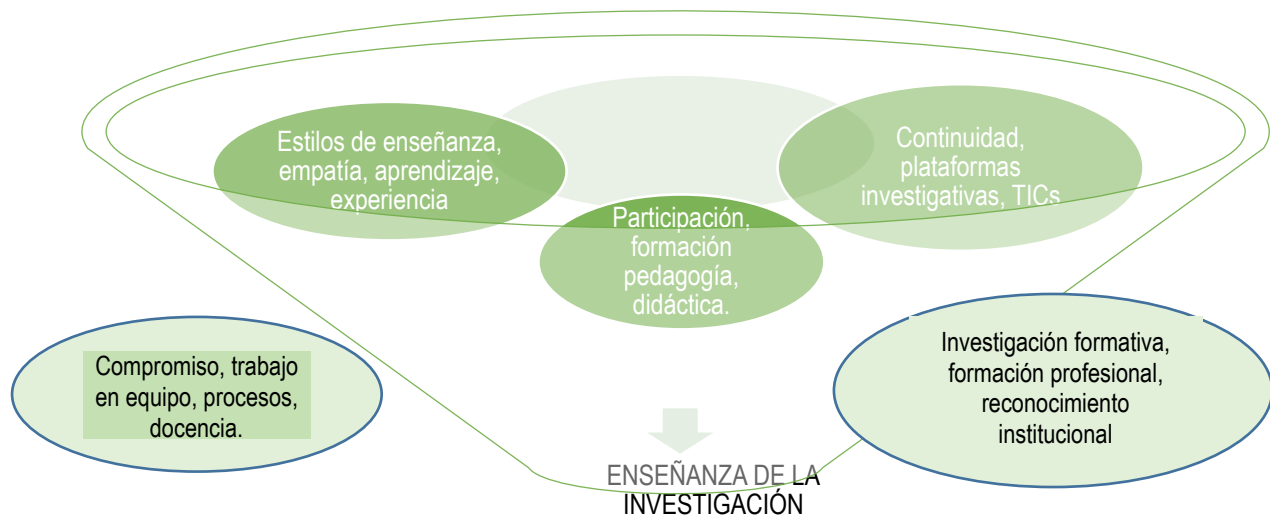 Estilos de enseñanza,
empatía, aprendizaje,
experiencia
Continuidad,
plataformas
investigativas, TICs
Participación,
formación
pedagogía,
didáctica.
Compromiso, trabajo
en equipo, procesos,
docencia.
Investigación formativa,
formación profesional,
reconocimiento
institucional
ENSEÑANZA DE LA
INVESTIGACIÓN